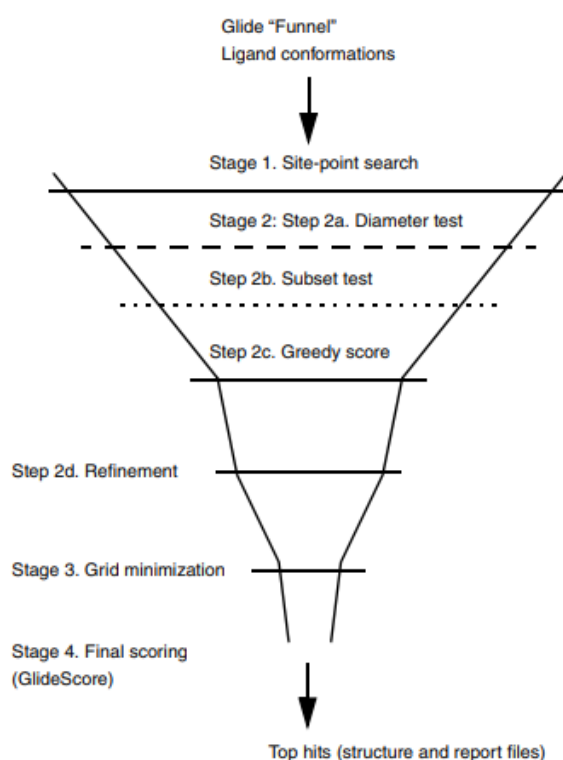 Glide “Funnel”
Ligand conformations
Stage 1. Site-point search
Stage 2: Step 2a. Diameter test
Step 2b. Subset test
Step 2c. Greedy score
Step 2d. Refinement
Stage 3. Grid minimization
Stage 4. Final scoring
(GlideScore)
Top hits (structure and report files)